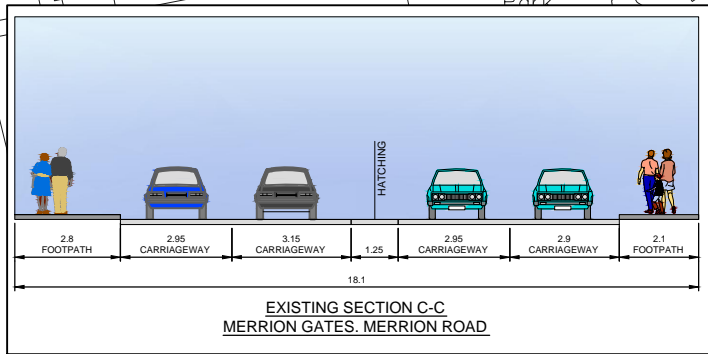 HATCHING
2.8 2.95 3.15 1.25 2.95 2.9 2.1
FOOTPATH CARRIAGEWAY CARRIAGEWAY CARRIAGEWAY CARRIAGEWAY FOOTPATH
18.1
EXISTING SECTION C-C
MERRION GATES. MERRION ROAD